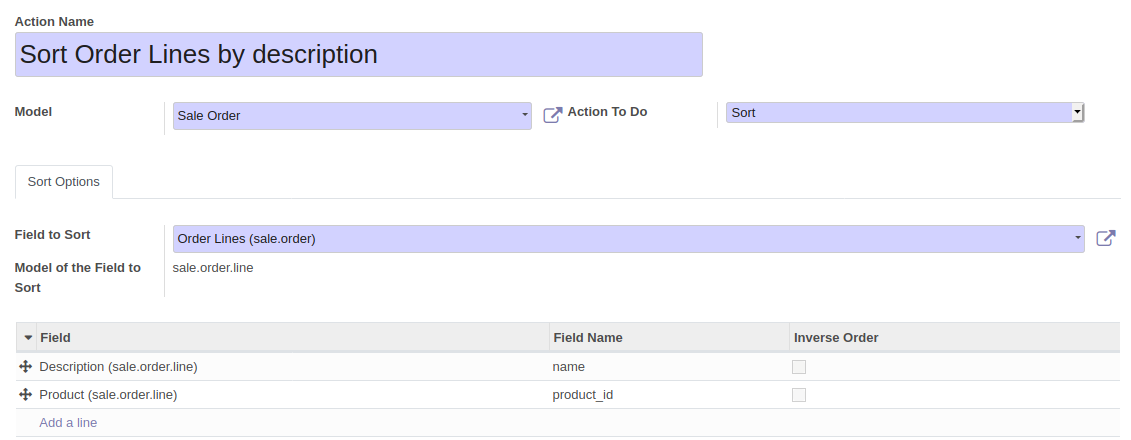 Action Name
Sort Order Lines by description
Model
Sale Order
Action To Do
Sort
Sort Options
Field to Sort
Order Lines (sale.order)
Model of the Field to
Sort
sale.order.line
Field Field Name Inverse Order
Description (sale.order.line) name
Product (sale.order.line) product_id
Add a line